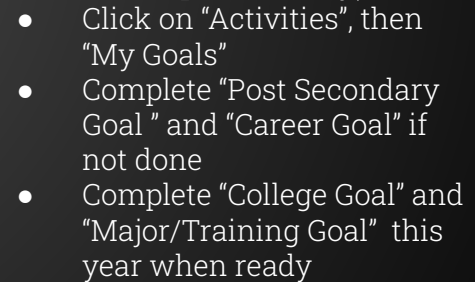 ● Click on “Activities”, then
“My Goals”
● Complete “Post Secondary
Goal ” and “Career Goal” if
not done
● Complete “College Goal” and
“Major/Training Goal”  this
year when ready